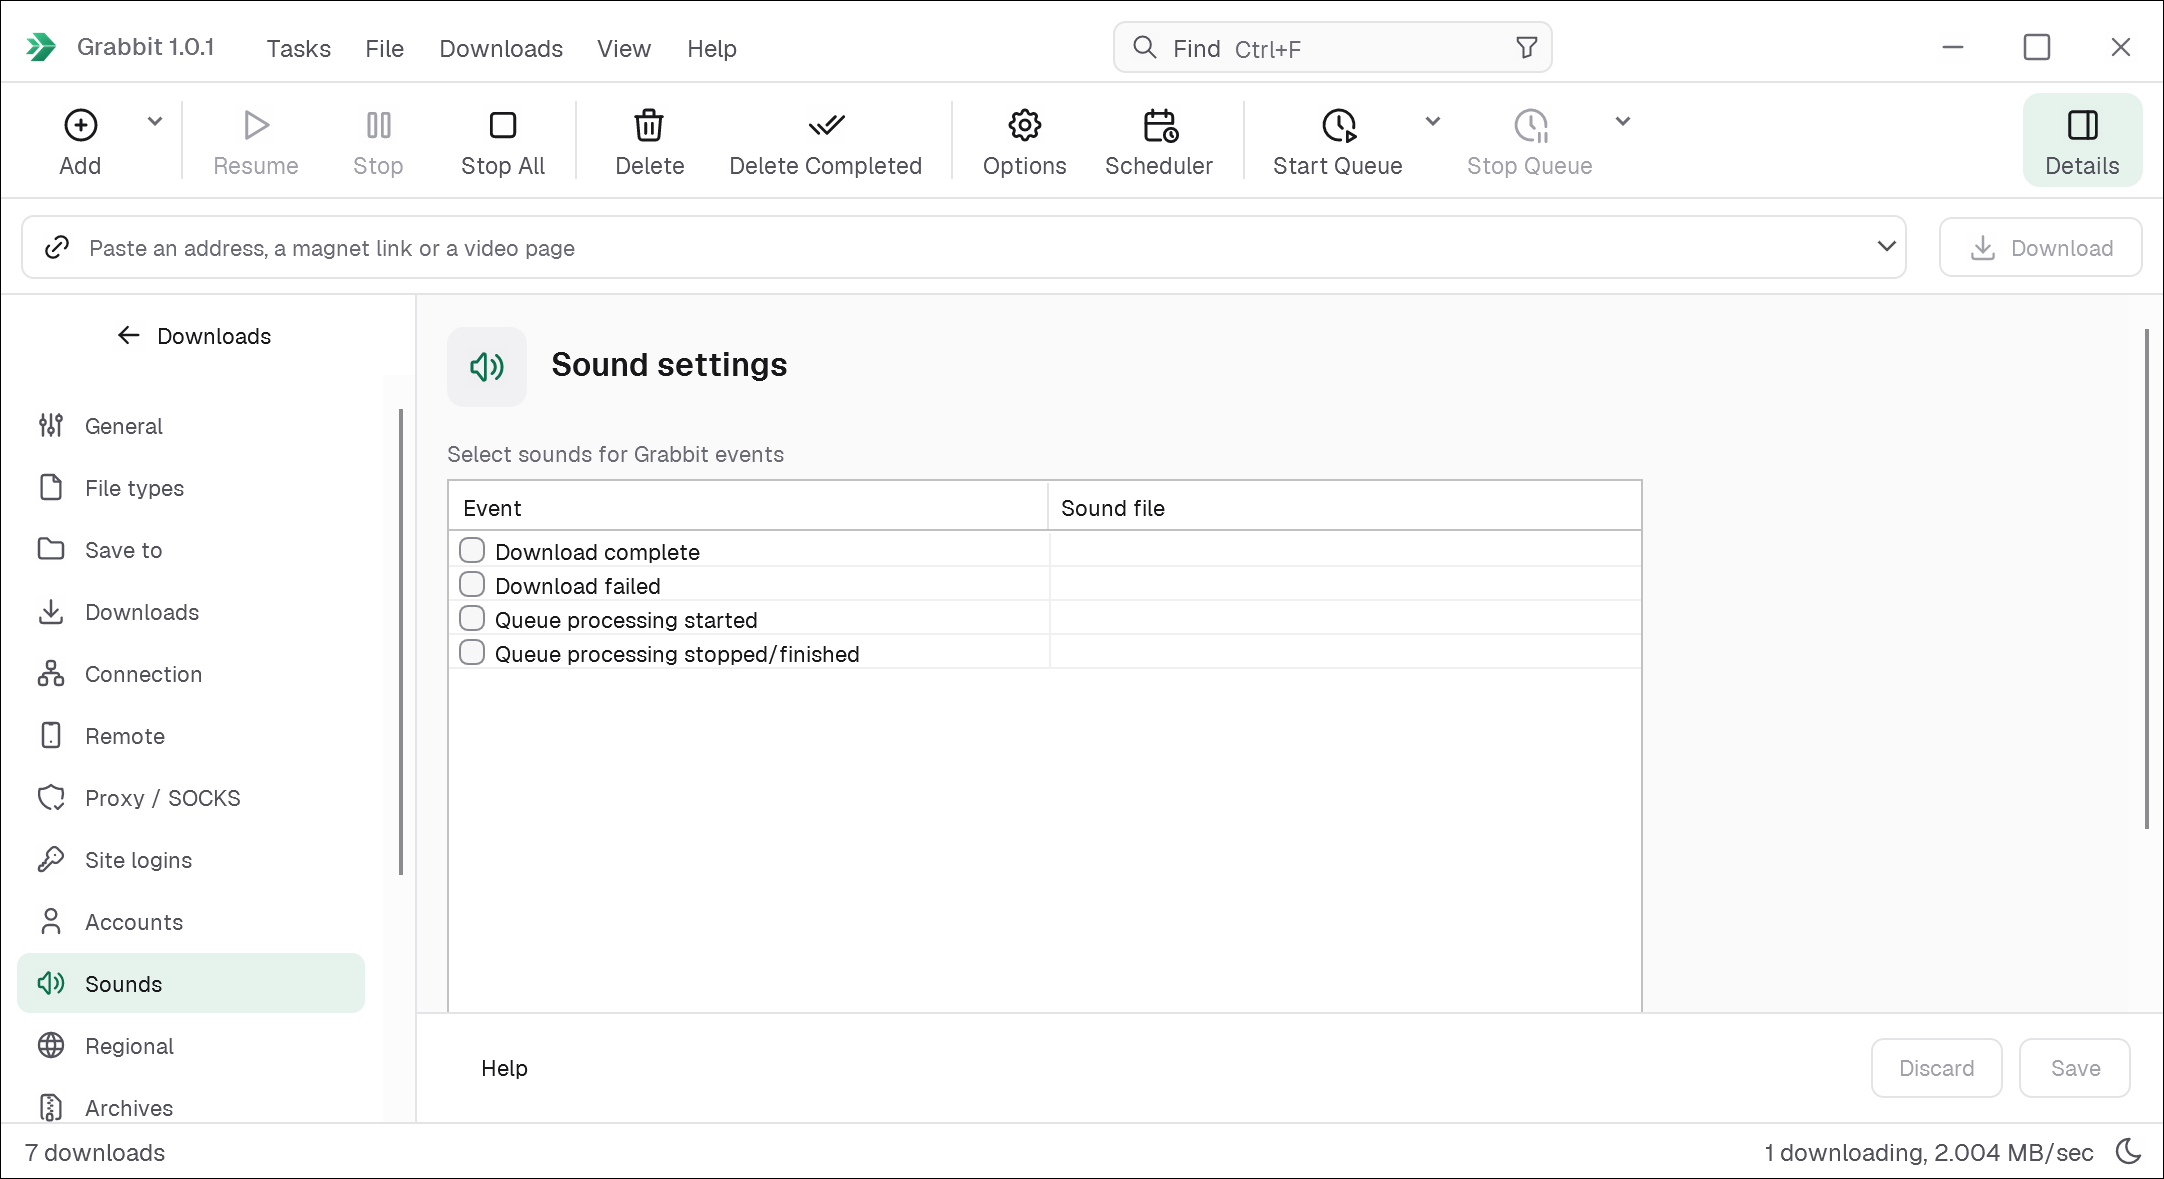 Grabbit 1.0.1 Tasks File Downloads View Help Find Ctrl+F
Add Resume Stop Stop All Delete Delete Completed Options Scheduler Start Queue Stop Queue Details
Paste an address, a magnet link or a video page Download
Downloads
General
File types
Save to
Downloads
Connection
Remote
Proxy / SOCKS
Site logins
Accounts
Sounds
Regional
Archives
Sound settings
Select sounds for Grabbit events
Event Sound file
Download complete
Download failed
Queue processing started
Queue processing stopped/finished
Help Discard Save
7 downloads 1 downloading, 2.004 MB/sec